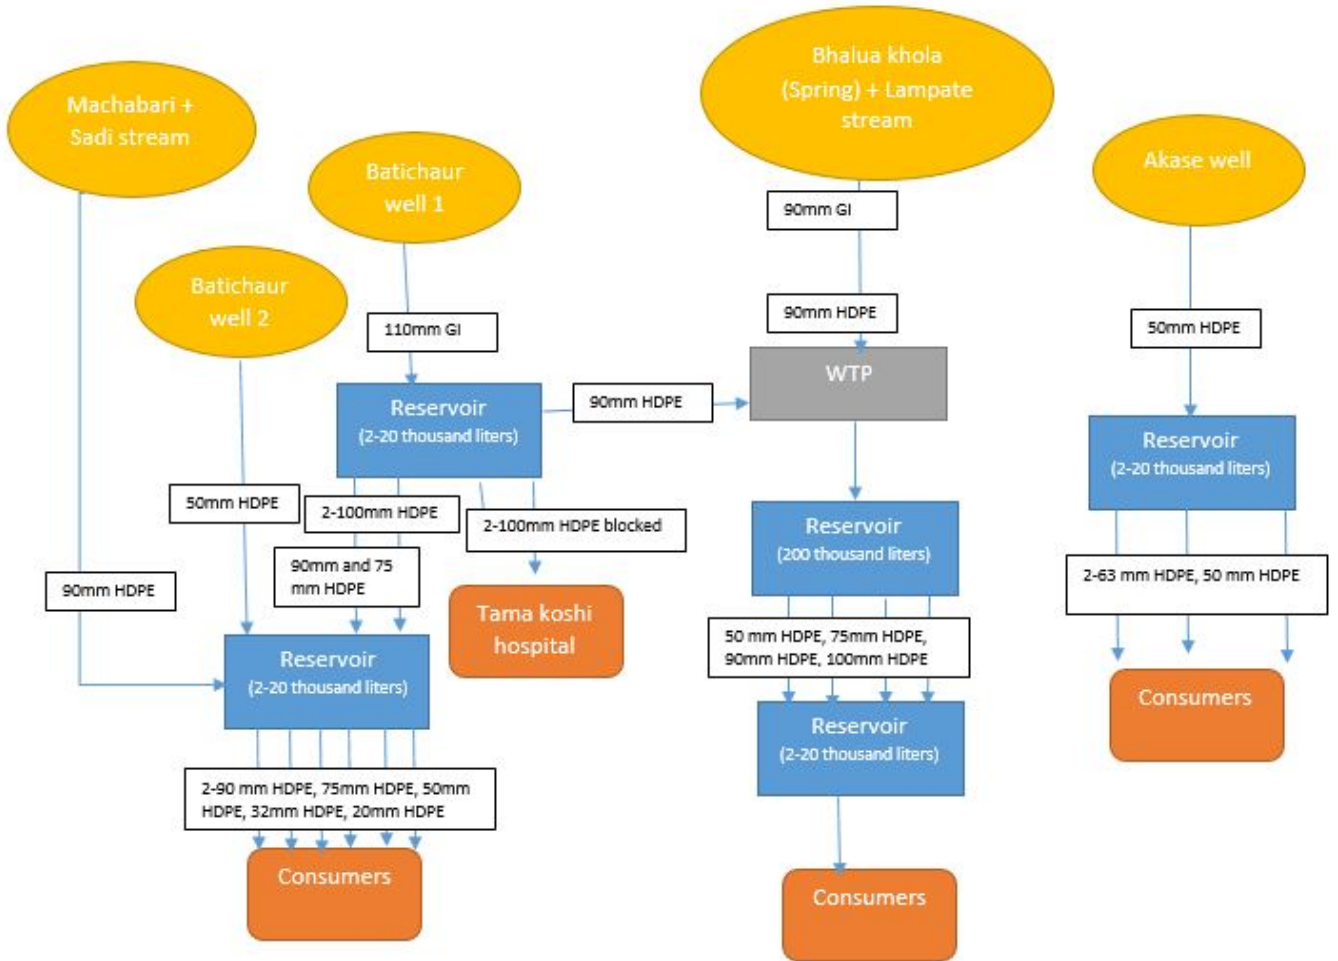 Bhalua khola
(Spring) + Lampate
stream
Machabari +
Sadi stream
Batichaur
well 1
Akase well
90mm GI
Batichaur
well 2
90mm HDPE
110mm GI
50mm HDPE
WTP
Reservoir
(2-20 thousand liters)
90mm HDPE
Reservoir
(2-20 thousand liters)
50mm HDPE
2-100mm HDPE
2-100mm HDPE blocked
Reservoir
(200 thousand liters)
90mm and 75
mm HDPE
90mm HDPE
2-63 mm HDPE, 50 mm HDPE
Tama koshi
hospital
50 mm HDPE, 75mm HDPE,
90mm HDPE, 100mm HDPE
Reservoir
(2-20 thousand liters)
Consumers
Reservoir
(2-20 thousand liters)
2-90 mm HDPE, 75mm HDPE, 50mm
HDPE, 32mm HDPE, 20mm HDPE
Consumers
Consumers